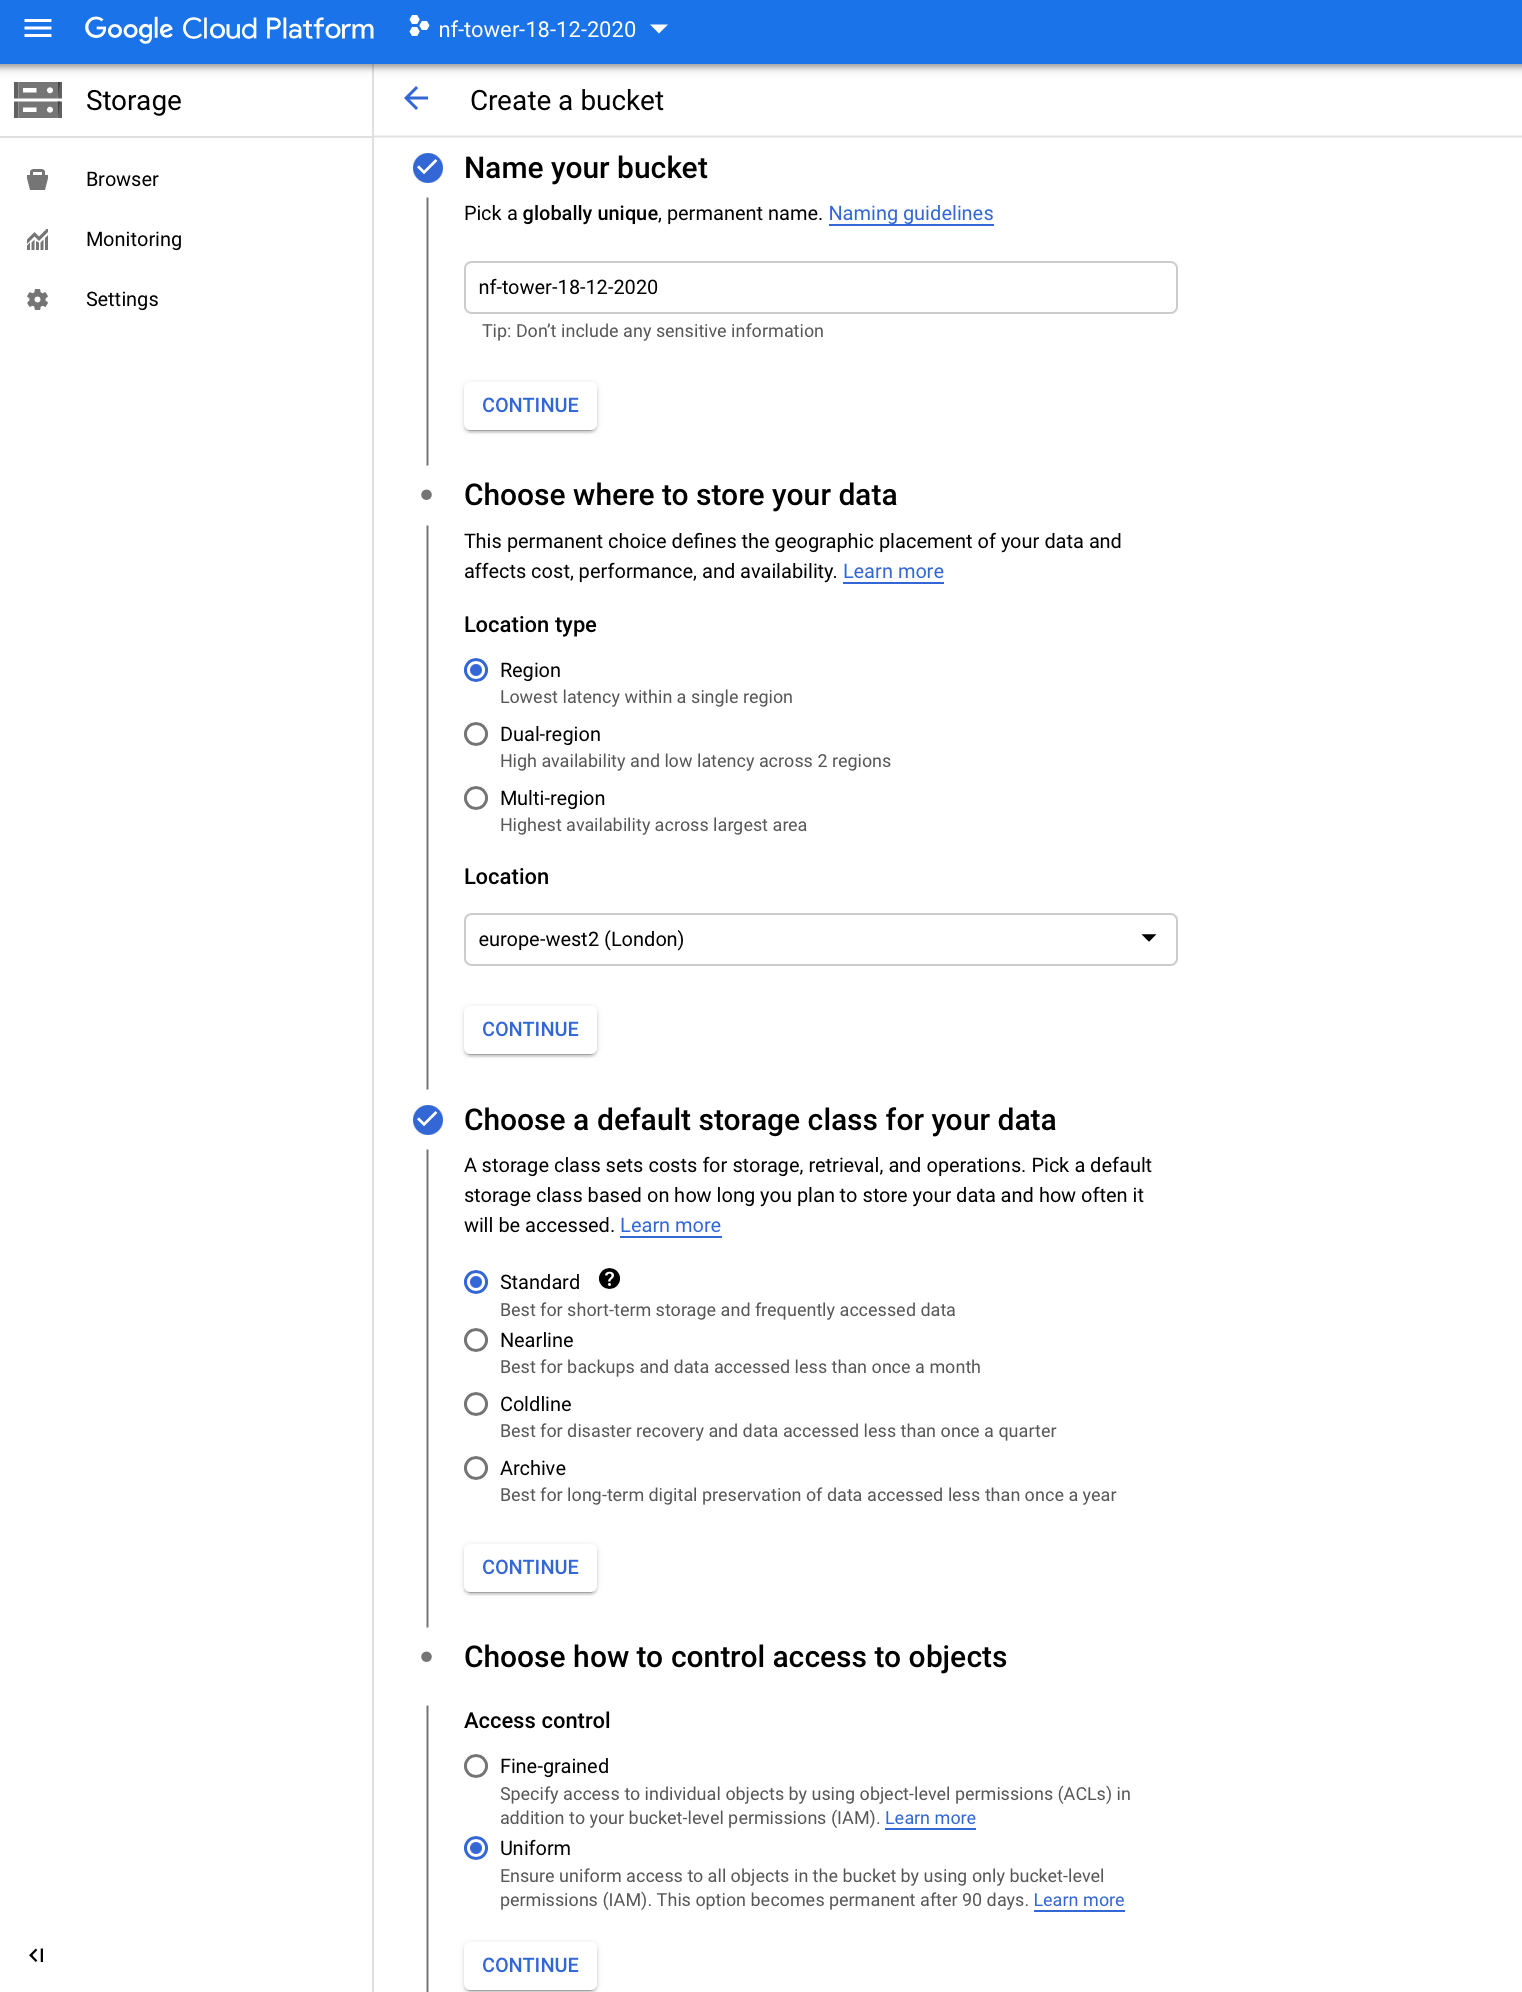 Google Cloud Platform
nf-tower-18-12-2020
Storage
Create a bucket
Browser
Monitoring
Settings
Name your bucket
Pick a globally unique, permanent name. Naming guidelines
nf-tower-18-12-2020
Tip: Don’t include any sensitive information
CONTINUE
Choose where to store your data
This permanent choice defines the geographic placement of your data and
affects cost, performance, and availability. Learn more
Location type
Region
Lowest latency within a single region
Dual-region
High availability and low latency across 2 regions
Multi-region
Highest availability across largest area
Location
europe-west2 (London)
CONTINUE
Choose a default storage class for your data
A storage class sets costs for storage, retrieval, and operations. Pick a default
storage class based on how long you plan to store your data and how often it
will be accessed. Learn more
Standard
Best for short-term storage and frequently accessed data
Nearline
Best for backups and data accessed less than once a month
Coldline
Best for disaster recovery and data accessed less than once a quarter
Archive
Best for long-term digital preservation of data accessed less than once a year
CONTINUE
Choose how to control access to objects
Access control
Fine-grained
Specify access to individual objects by using object-level permissions (ACLs) in
addition to your bucket-level permissions (IAM). Learn more
Uniform
Ensure uniform access to all objects in the bucket by using only bucket-level
permissions (IAM). This option becomes permanent after 90 days. Learn more
CONTINUE